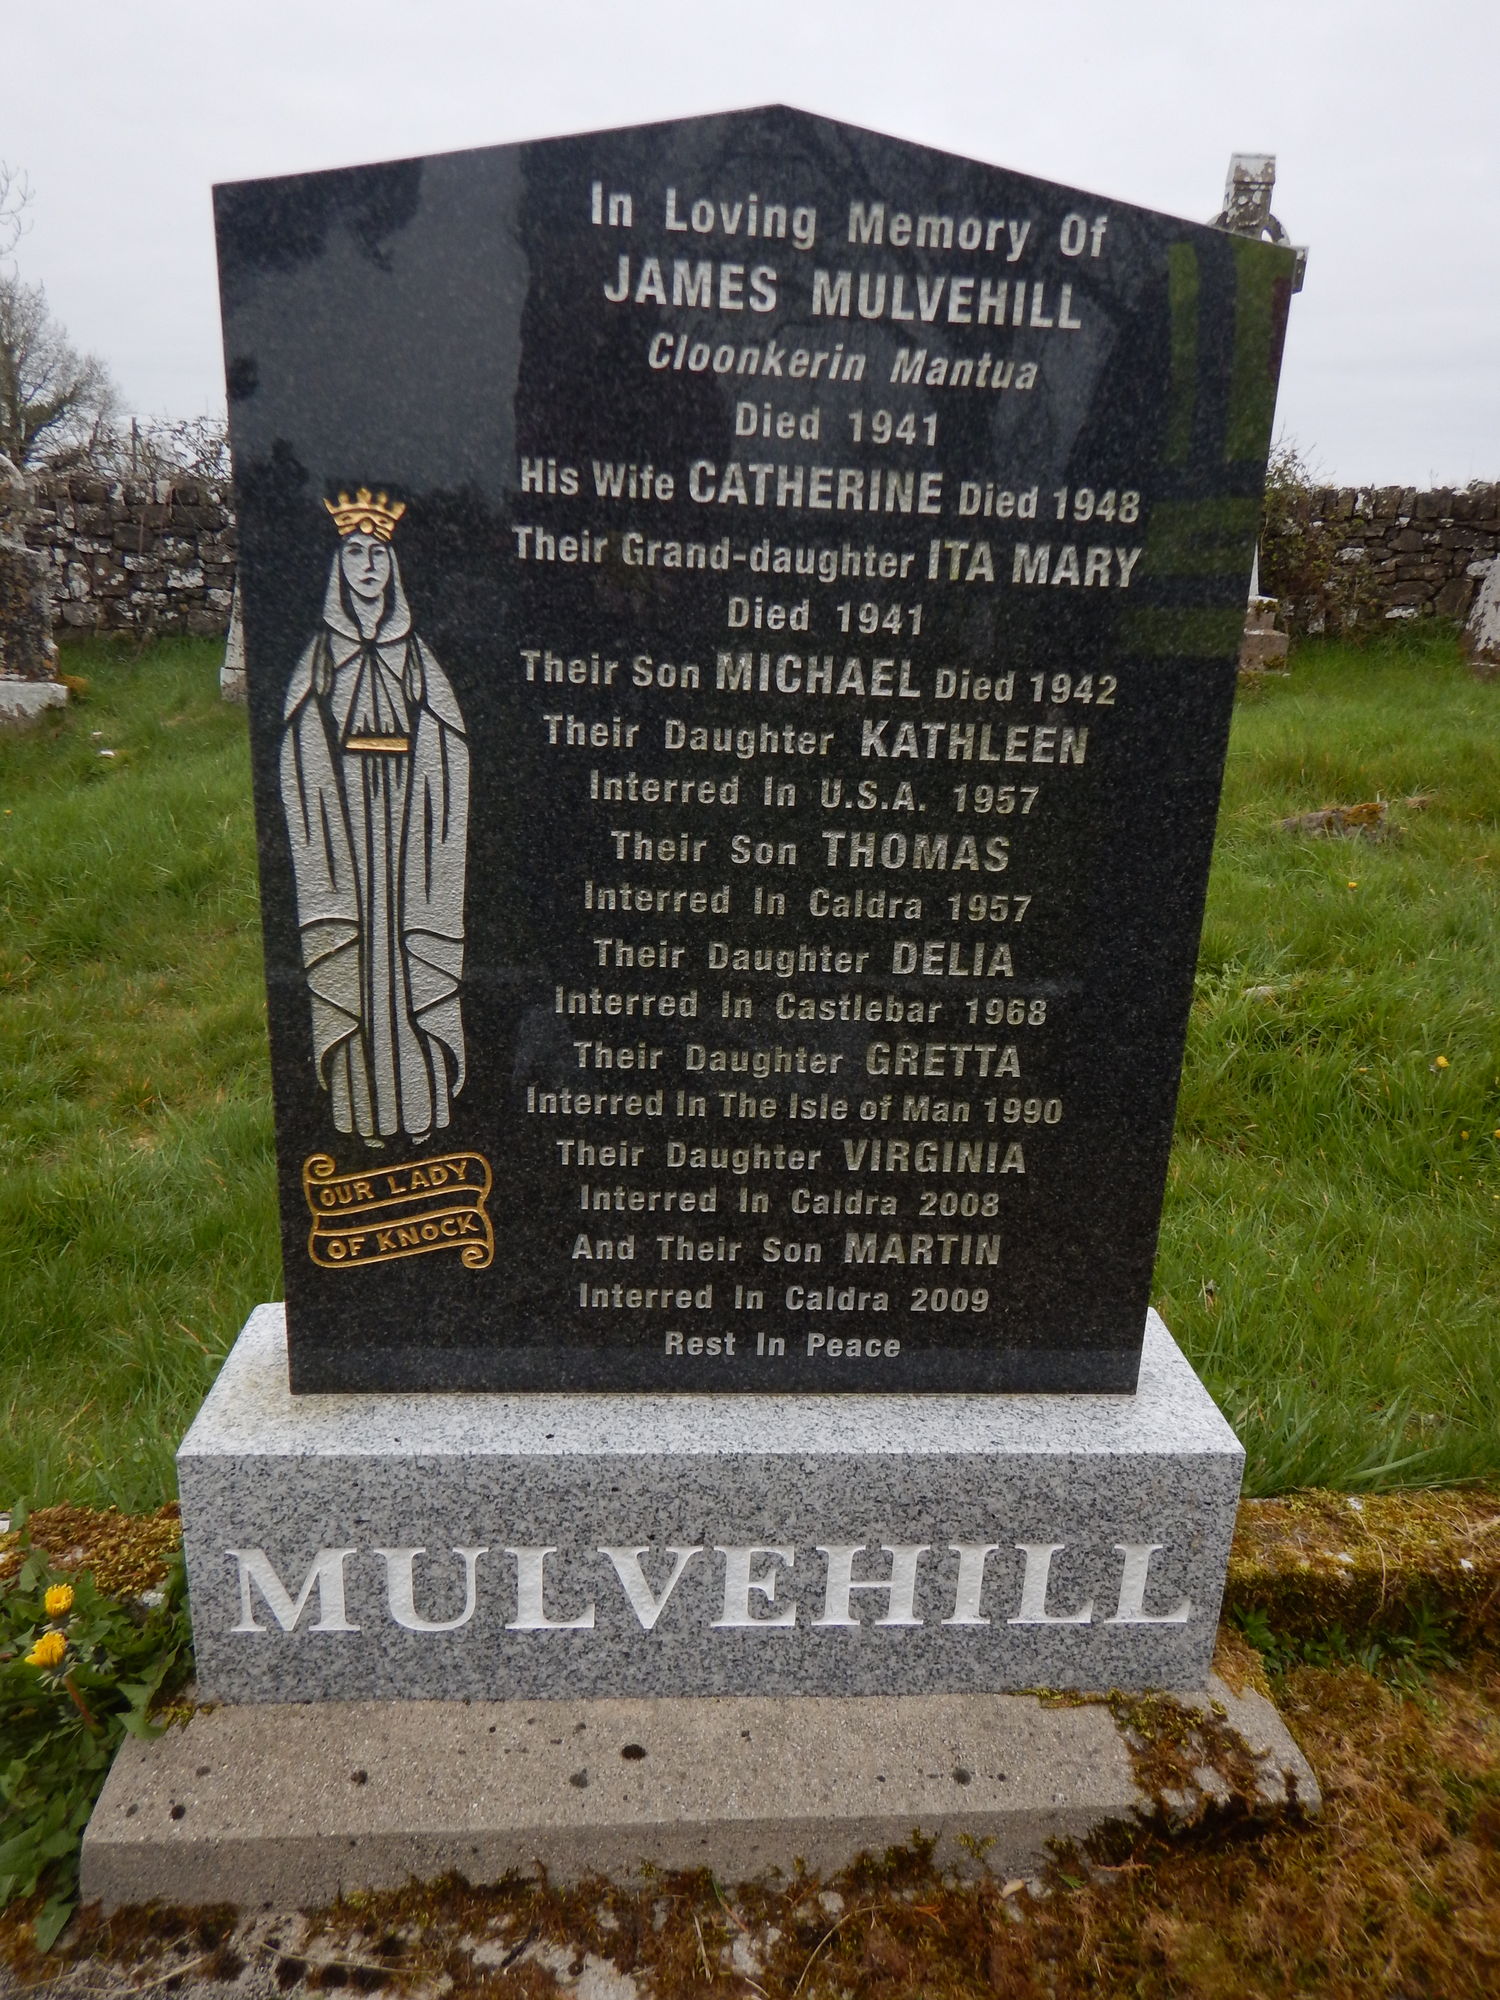 In Loving Memory Of
JAMES MULVEHILL
Cloonkerin Mantua
Died 1941
His Wife CATHERINE Died 1948
Their Grand-daughter ITA MARY
Died 1941
Their Son MICHAEL Died 1942
Their Daughter KATHLEEN
Interred In U.S.A. 1957
Their Son THOMAS
Interred In Caldra 1957
Their Daughter DELIA
Interred In Castlebar 1968
Their Daughter GRETTA
Interred In The Isle of Man 1990
Their Daughter VIRGINIA
Interred In Caldra 2008
And Their Son MARTIN
Interred In Caldra 2009
Rest In Peace
OUR LADY
OF KNOCK
MULVEHILL